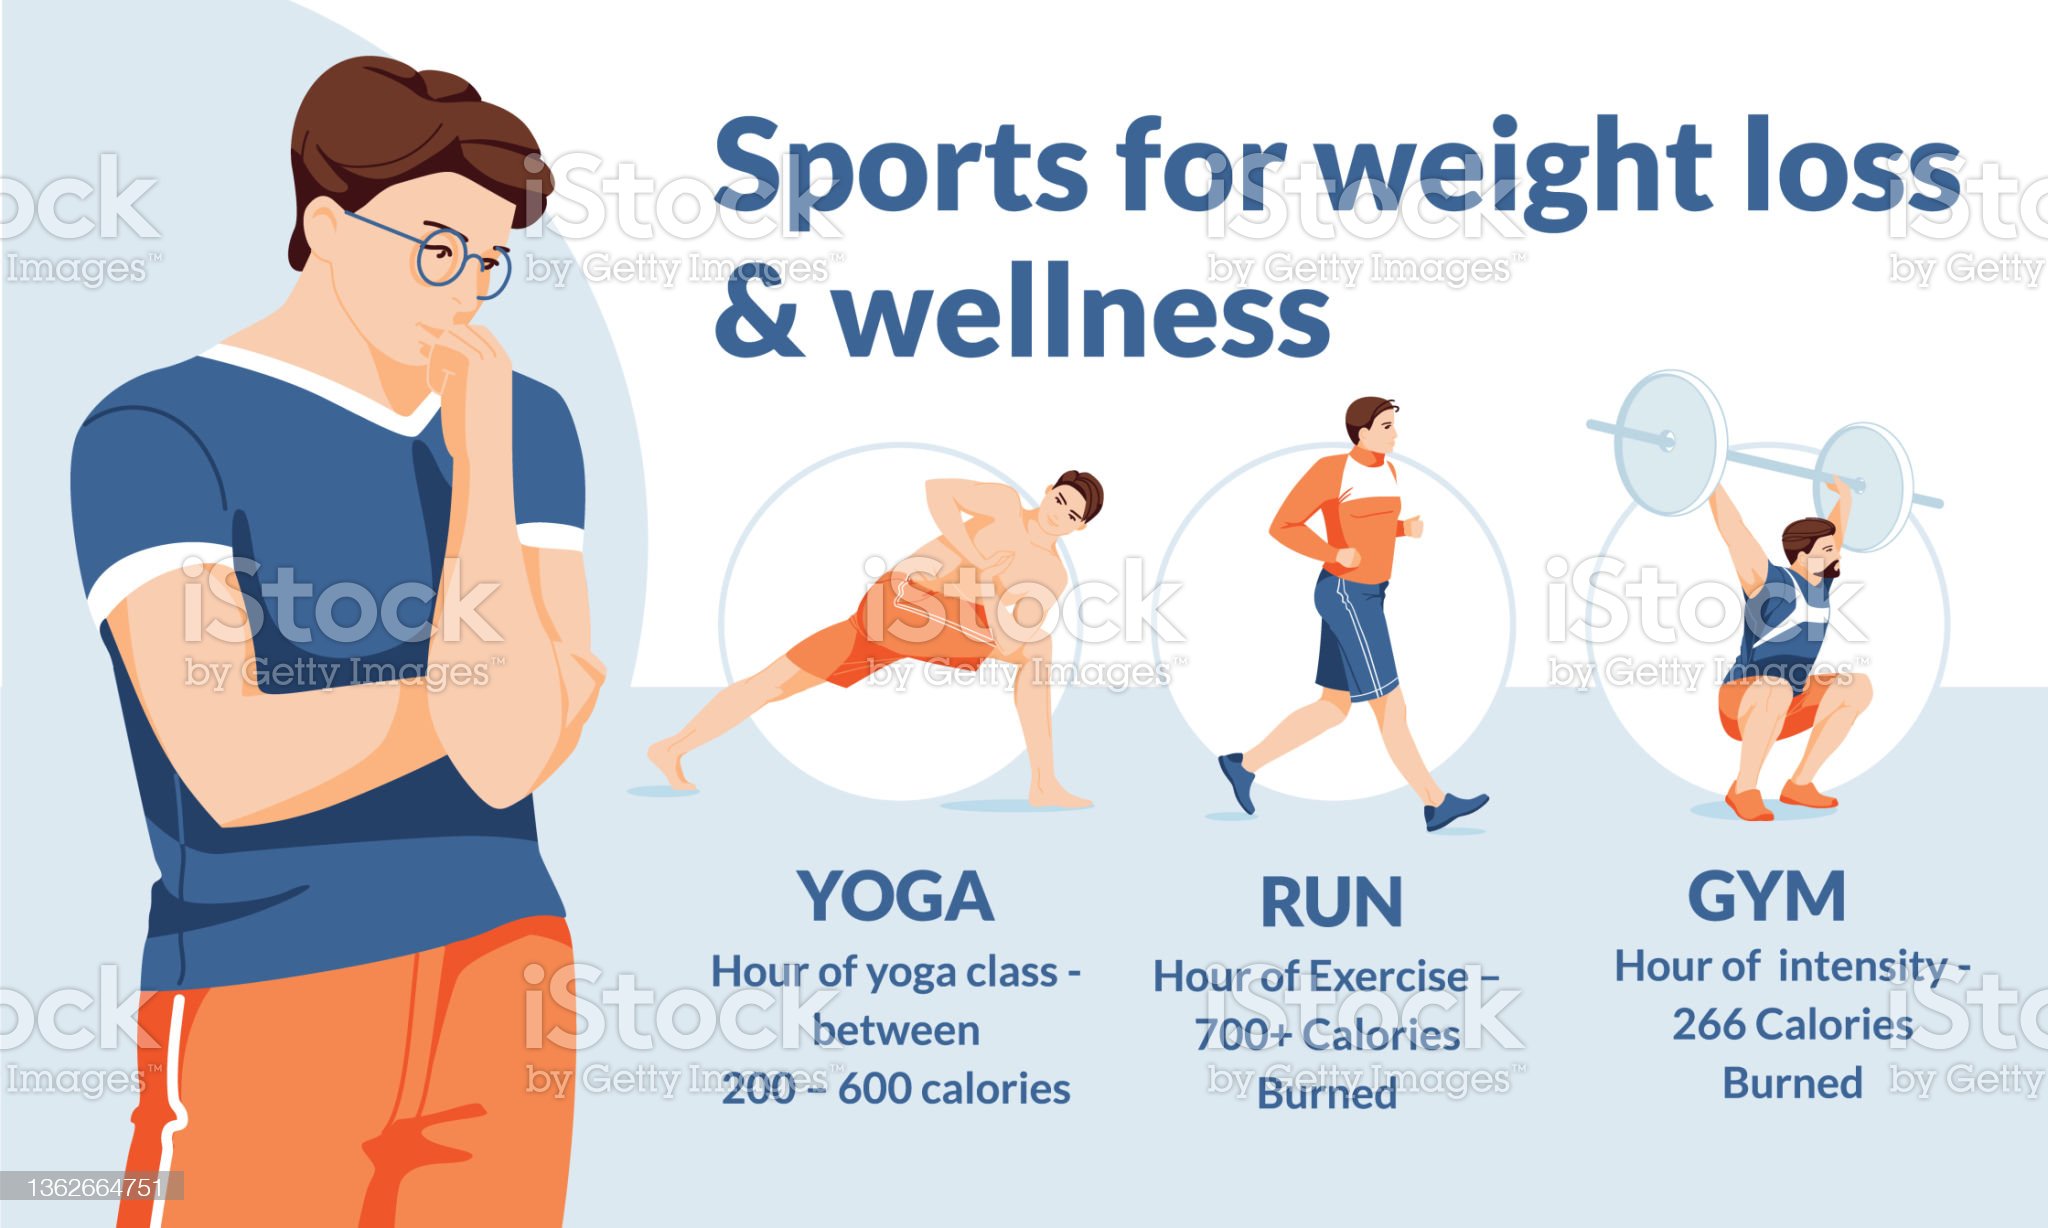 Sports for weight loss
& wellness
YOGA
Hour of yoga class -
between
200 – 600 calories
RUN
Hour of Exercise –
700+ Calories
Burned
GYM
Hour of  intensity -
266 Calories
Burned
iStock
by Getty Images™
1362664751